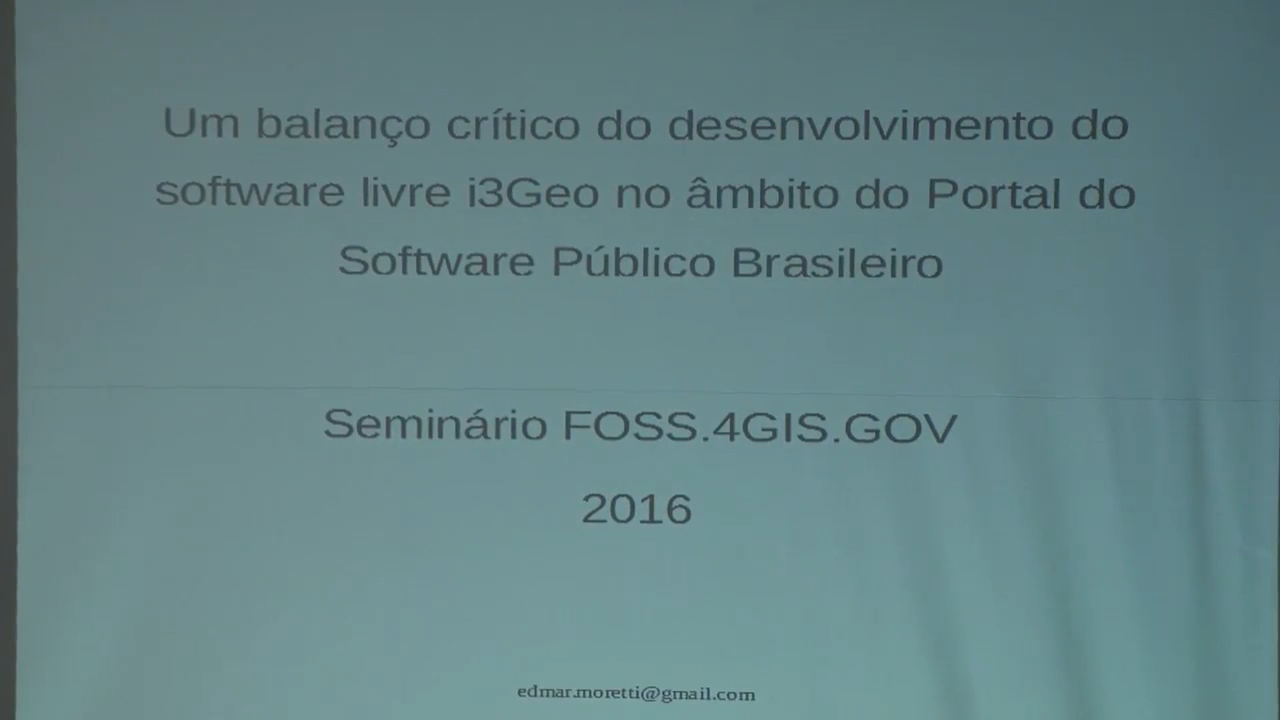 Um balanço crítico do desenvolvimento do
software livre i3Geo no âmbito do Portal do
Software Público Brasileiro
Seminário FOSS.4GIS.GOV
2016
edmar.moretti@gmail.com